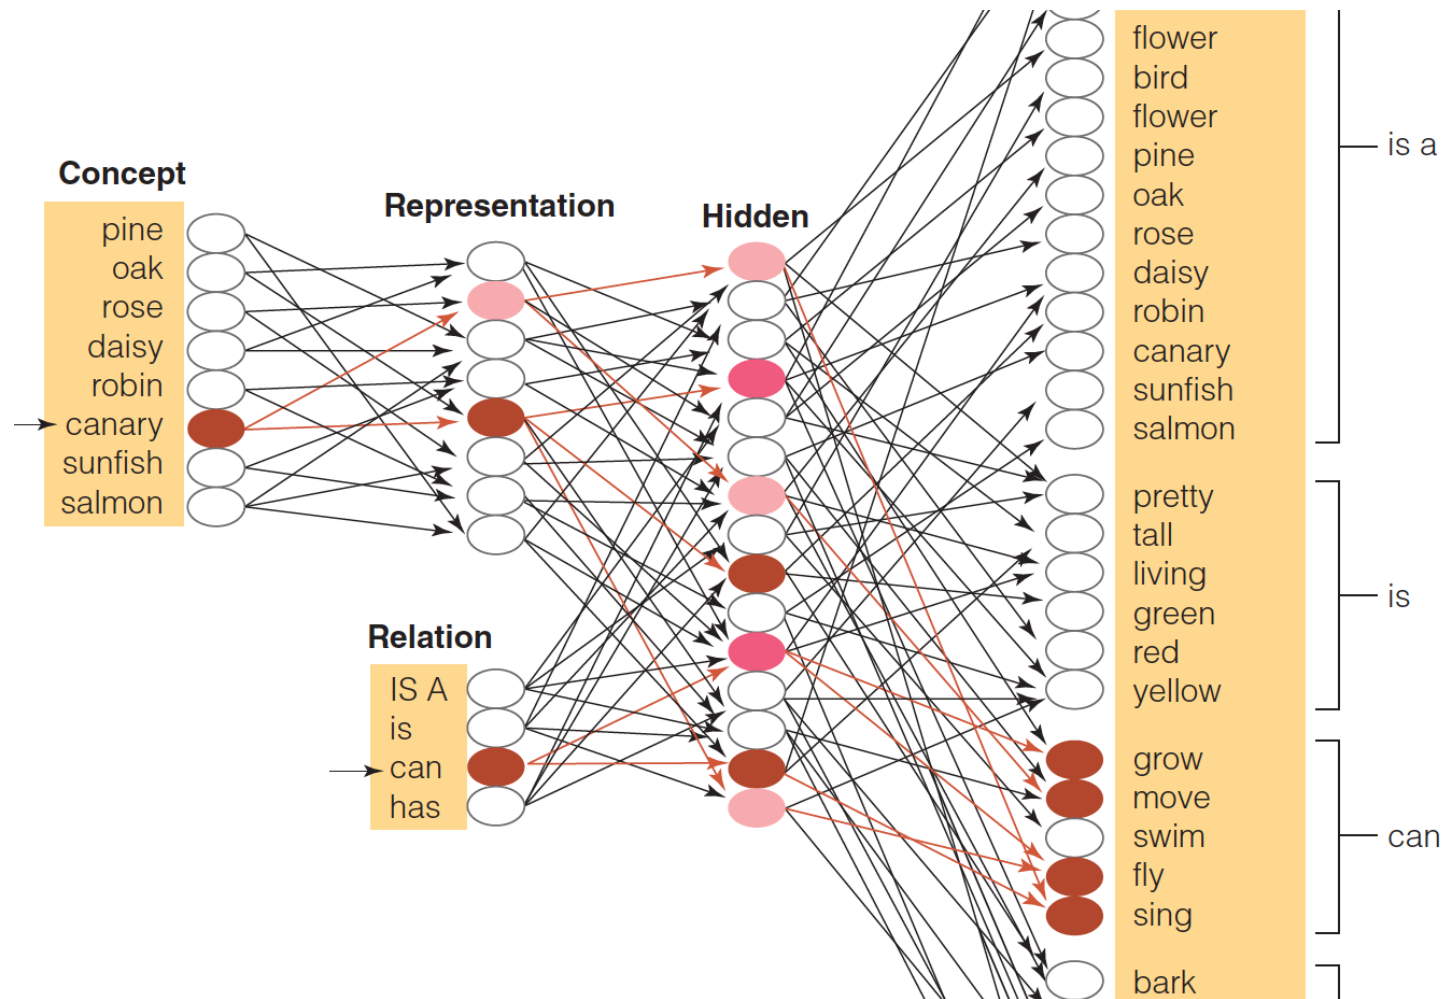 Concept
pine
oak
rose
daisy
robin
canary
sunfish
salmon
Representation
Relation
IS A
is
can
has
Hidden
flower
bird
flower
pine
oak
rose
daisy
robin
canary
sunfish
salmon
is a
pretty
tall
living
green
red
yellow
is
grow
move
swim
fly
sing
can
bark